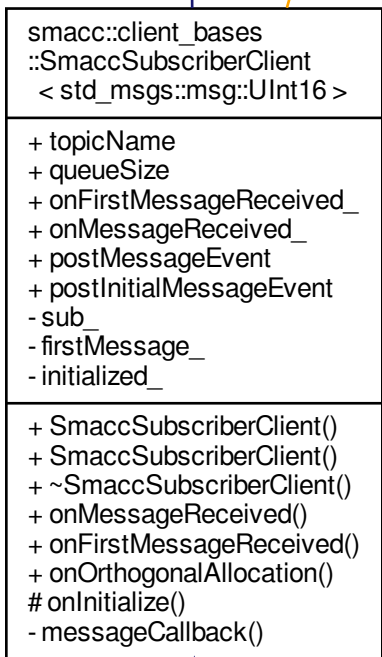 smacc::client_bases
::SmaccSubscriberClient
< std_msgs::msg::UInt16 >
+ topicName
+ queueSize
+ onFirstMessageReceived_
+ onMessageReceived_
+ postMessageEvent
+ postInitialMessageEvent
- sub_
- firstMessage_
- initialized_
+ SmaccSubscriberClient()
+ SmaccSubscriberClient()
+ ~SmaccSubscriberClient()
+ onMessageReceived()
+ onFirstMessageReceived()
+ onOrthogonalAllocation()
# onInitialize()
- messageCallback()